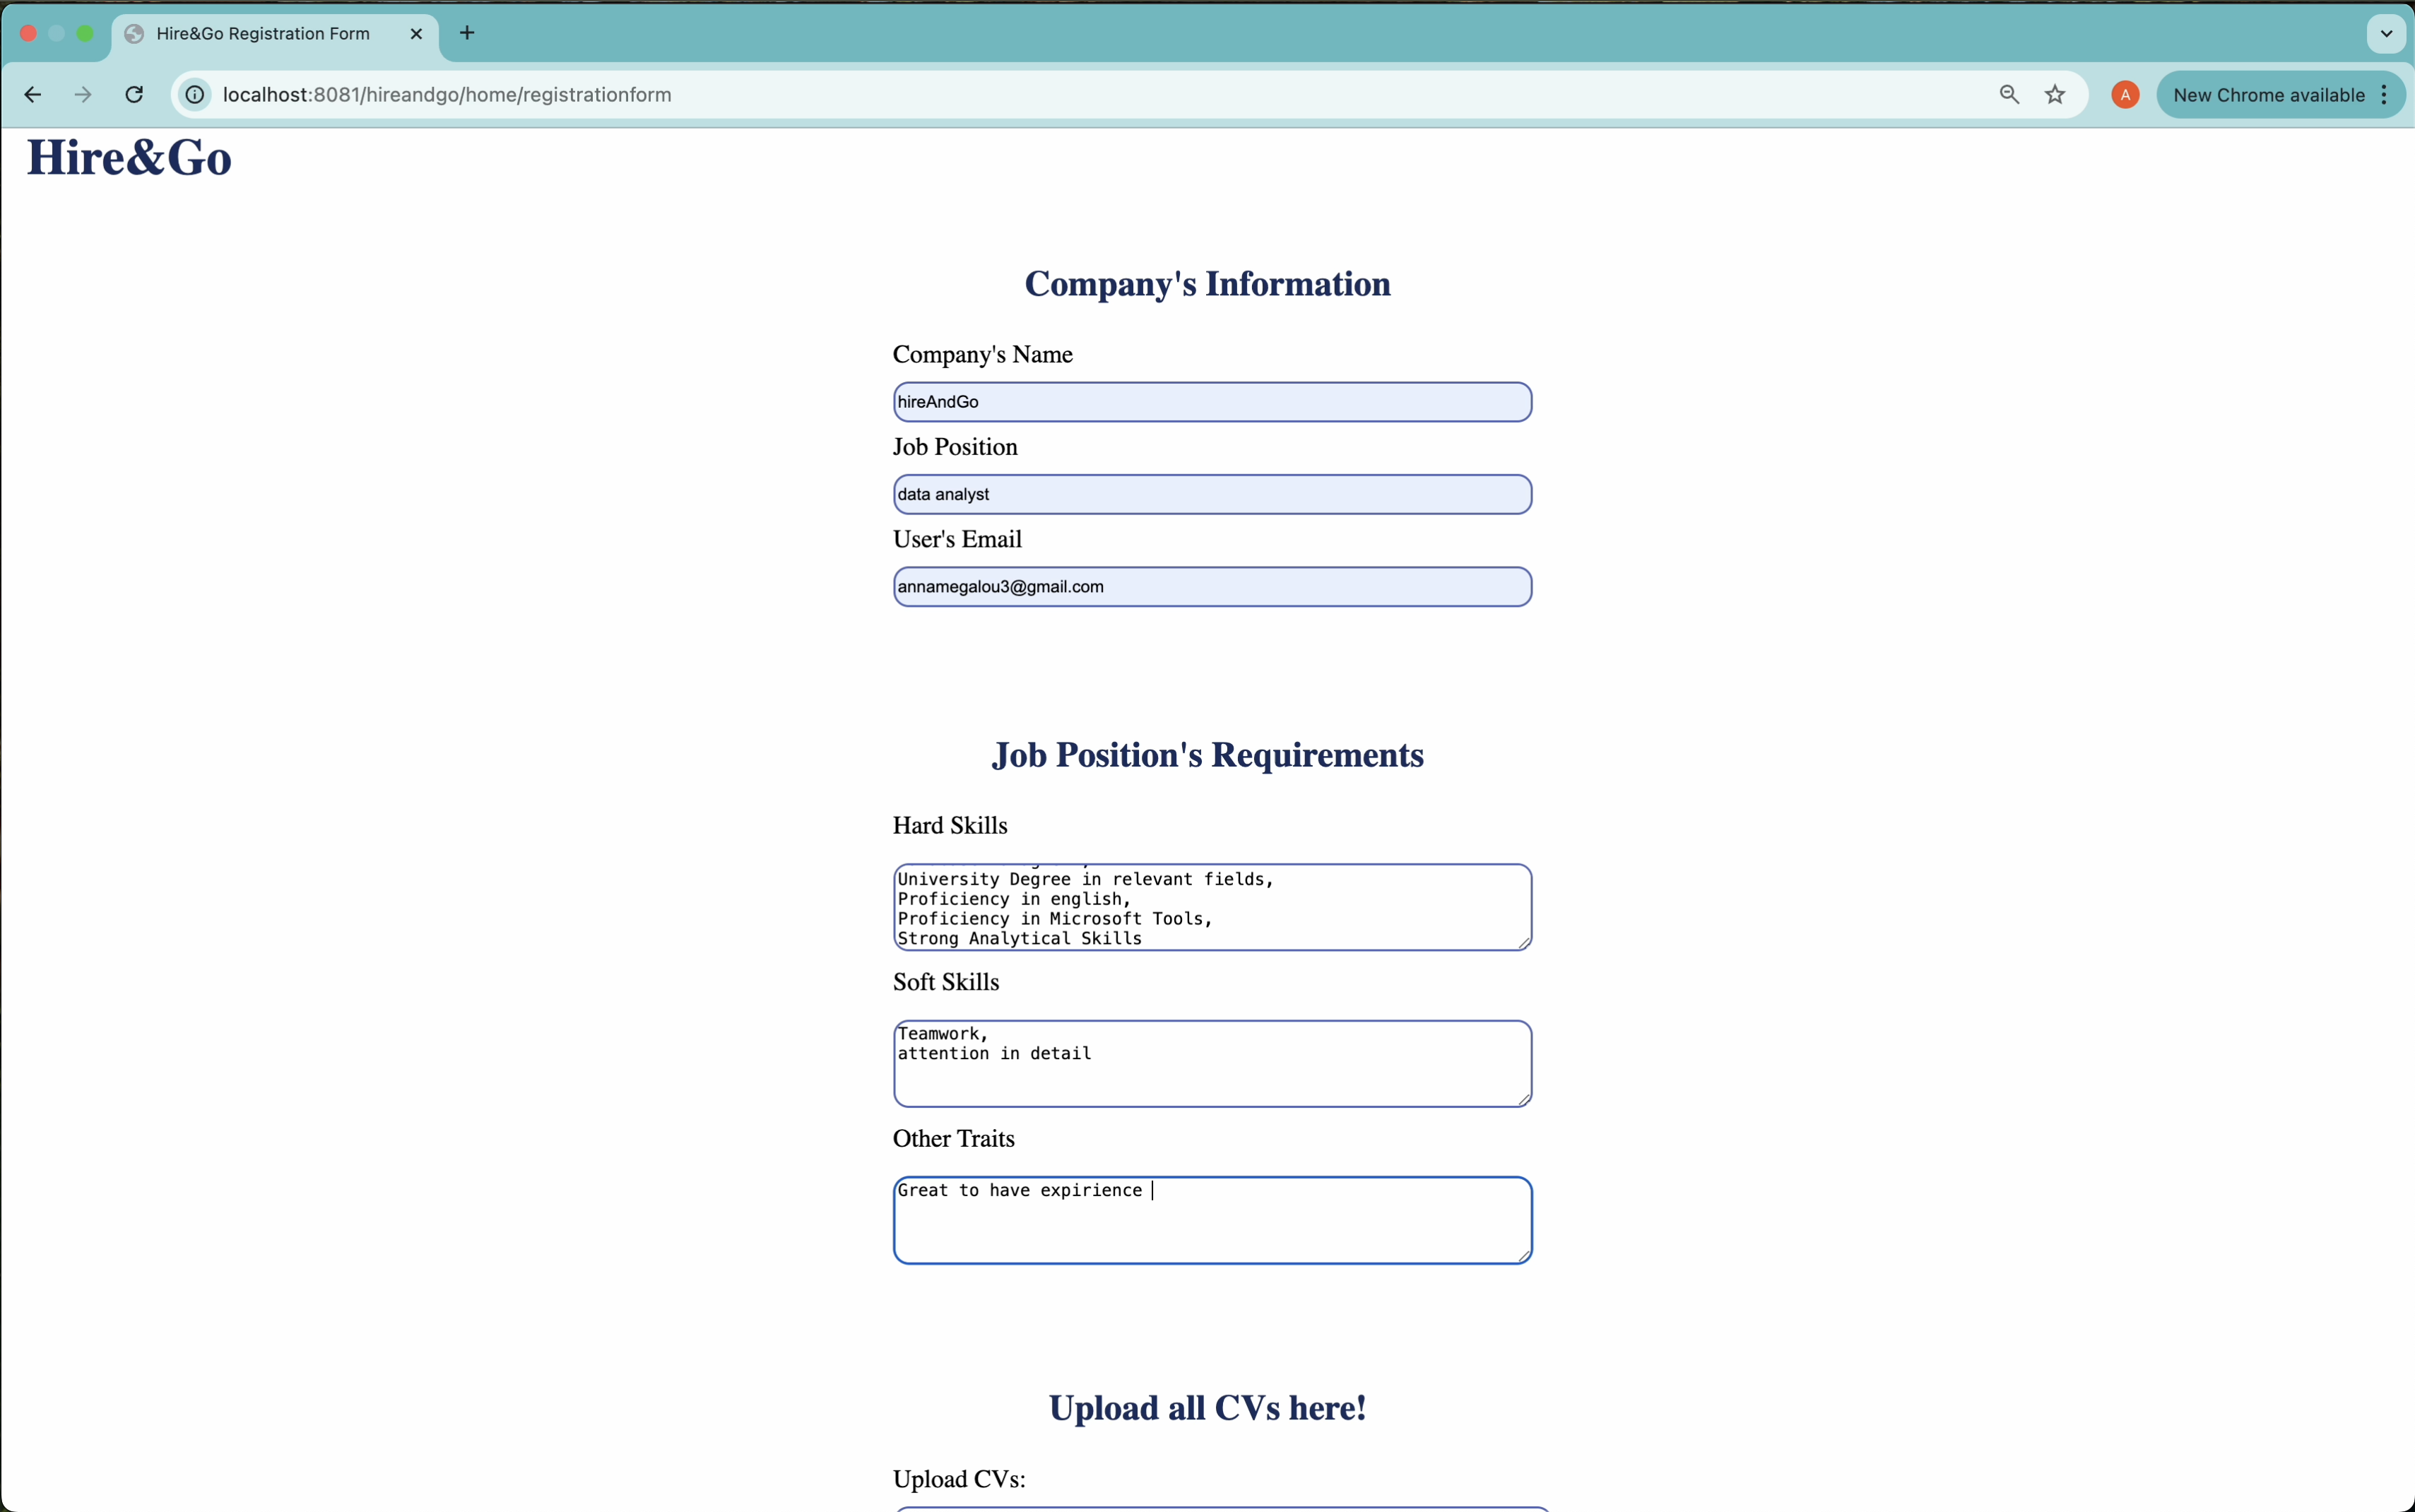 Hire&Go Registration Form
localhost:8081/hireandgo/home/registrationform
A
New Chrome available
Hire&Go
Company's Information
Company's Name
hireAndGo
Job Position
data analyst
User's Email
annamegalou3@gmail.com
Job Position's Requirements
Hard Skills
University Degree in relevant fields,
Proficiency in english,
Proficiency in Microsoft Tools,
Strong Analytical Skills
Soft Skills
Teamwork,
attention in detail
Other Traits
Great to have expirience
Upload all CVs here!
Upload CVs: